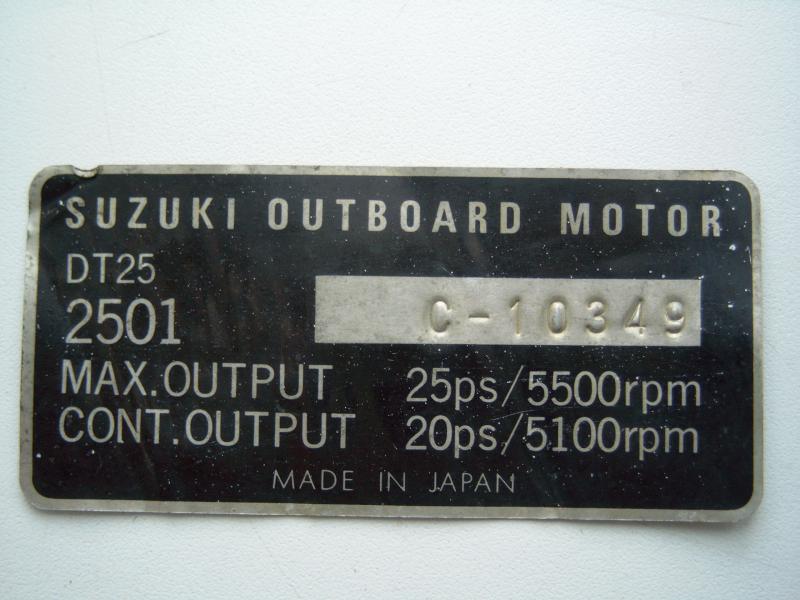 SUZUKI OUTBOARD MOTOR
DT25
2501 C-10349
MAX.OUTPUT 25ps/5500rpm
CONT.OUTPUT 20ps/5100rpm
MADE IN JAPAN